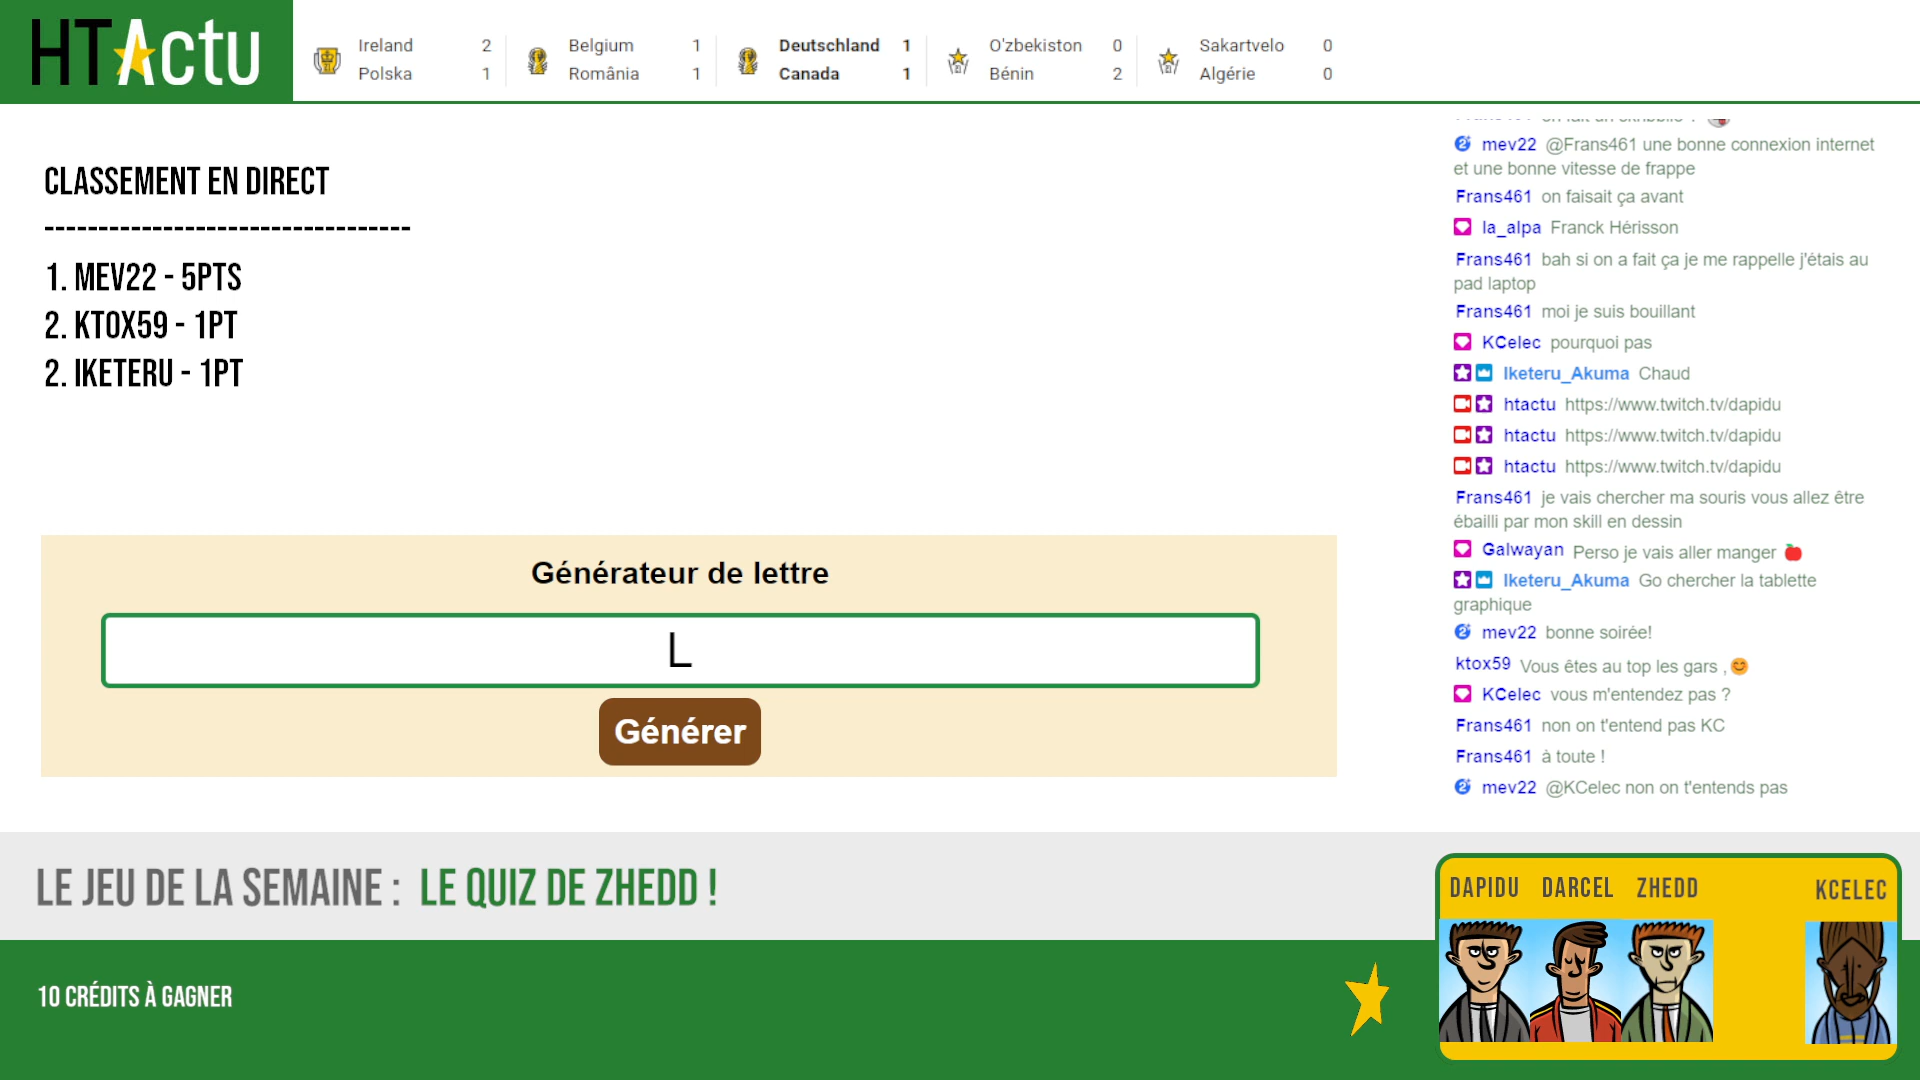 HTActu
Ireland 2
Polska 1
Belgium 1
România 1
Deutschland 1
Canada 1
O'zbekiston 0
Bénin 2
Sakartvelo 0
Algérie 0
CLASSEMENT EN DIRECT
----------------------------------
1. MEV22 - 5PTS
2. KTOX59 - 1PT
2. IKETERU - 1PT
Générateur de lettre
L
Générer
mev22 @Frans461 une bonne connexion internet
et une bonne vitesse de frappe
Frans461 on faisait ça avant
la_alpa Franck Hérisson
Frans461 bah si on a fait ça je me rappelle j'étais au
pad laptop
Frans461 moi je suis bouillant
KCelec pourquoi pas
Iketeru_Akuma Chaud
htactu https://www.twitch.tv/dapidu
htactu https://www.twitch.tv/dapidu
htactu https://www.twitch.tv/dapidu
Frans461 je vais chercher ma souris vous allez être
ébailli par mon skill en dessin
Galwayan Perso je vais aller manger
Iketeru_Akuma Go chercher la tablette
graphique
mev22 bonne soirée!
ktox59 Vous êtes au top les gars ,
KCelec vous m'entendez pas ?
Frans461 non on t'entend pas KC
Frans461 à toute !
mev22 @KCelec non on t'entends pas
LE JEU DE LA SEMAINE : LE QUIZ DE ZHEDD !
10 CRÉDITS À GAGNER
DAPIDU DARCEL ZHEDD KCELEC